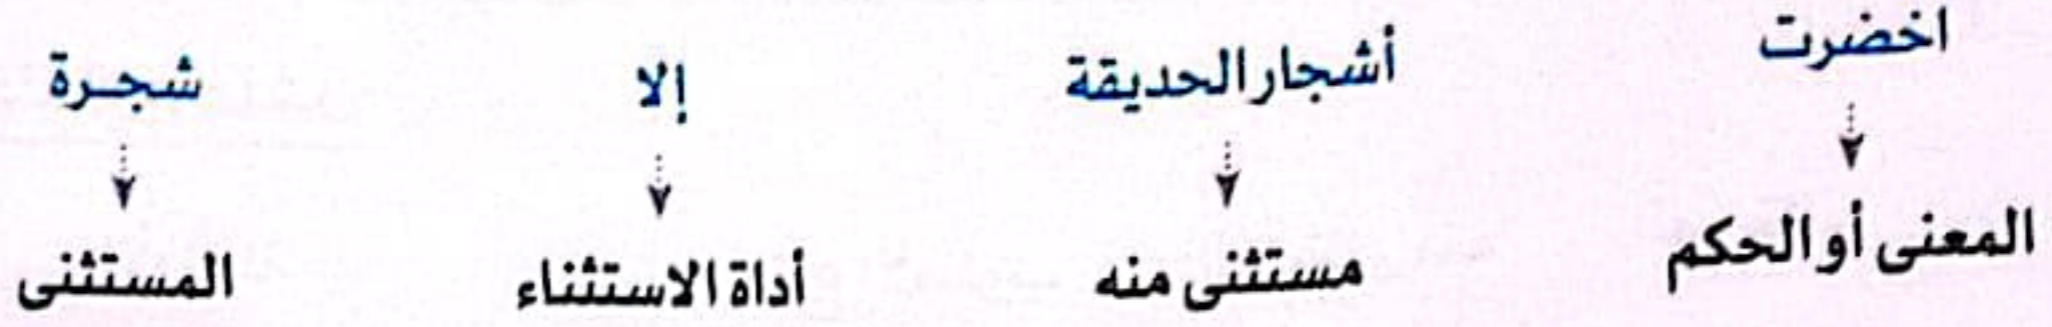 اخضرت أشجار الحديقة إلا شجرة
المعنى أو الحكم مستثنى منه أداة الاستثناء المستثنى